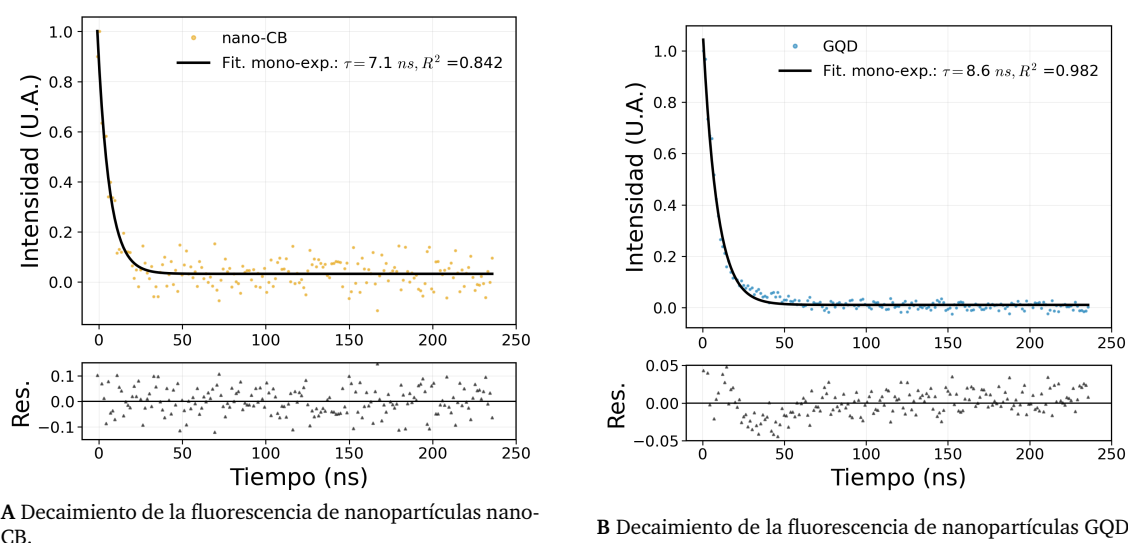 nano-CB
Fit. mono-exp.: τ = 7.1 ns, R² =0.842
Intensidad (U.A.)
1.0
0.8
0.6
0.4
0.2
0.0
0 50 100 150 200 250
Res.
0.1
0.0
−0.1
0 50 100 150 200 250
Tiempo (ns)
A Decaimiento de la fluorescencia de nanopartículas nano-
CB.
GQD
Fit. mono-exp.: τ = 8.6 ns, R² =0.982
Intensidad (U.A.)
1.0
0.8
0.6
0.4
0.2
0.0
0 50 100 150 200 250
Res.
0.05
0.00
−0.05
0 50 100 150 200 250
Tiempo (ns)
B Decaimiento de la fluorescencia de nanopartículas GQD